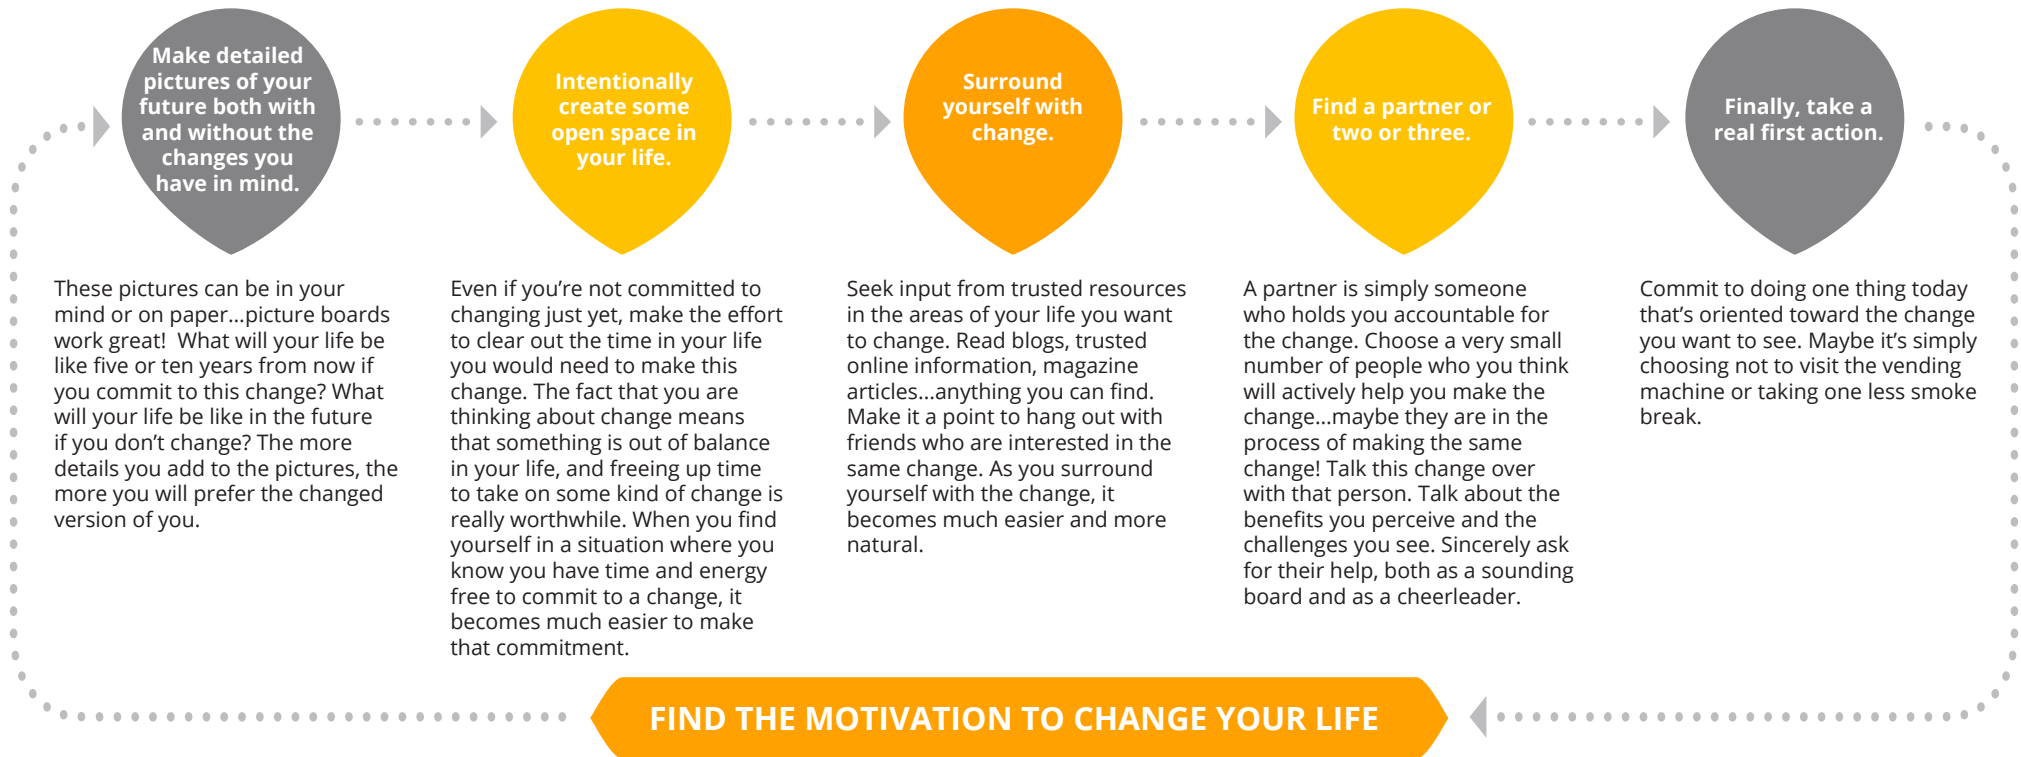 Make detailed
pictures of your
future both with
and without the
changes you
have in mind.
Intentionally
create some
open space in
your life.
Surround
yourself with
change.
Find a partner or
two or three.
Finally, take a
real first action.
These pictures can be in your
mind or on paper...picture boards
work great!  What will your life be
like five or ten years from now if
you commit to this change? What
will your life be like in the future
if you don’t change? The more
details you add to the pictures, the
more you will prefer the changed
version of you.
Even if you’re not committed to
changing just yet, make the effort
to clear out the time in your life
you would need to make this
change. The fact that you are
thinking about change means
that something is out of balance
in your life, and freeing up time
to take on some kind of change is
really worthwhile. When you find
yourself in a situation where you
know you have time and energy
free to commit to a change, it
becomes much easier to make
that commitment.
Seek input from trusted resources
in the areas of your life you want
to change. Read blogs, trusted
online information, magazine
articles...anything you can find.
Make it a point to hang out with
friends who are interested in the
same change. As you surround
yourself with the change, it
becomes much easier and more
natural.
A partner is simply someone
who holds you accountable for
the change. Choose a very small
number of people who you think
will actively help you make the
change...maybe they are in the
process of making the same
change! Talk this change over
with that person. Talk about the
benefits you perceive and the
challenges you see. Sincerely ask
for their help, both as a sounding
board and as a cheerleader.
Commit to doing one thing today
that’s oriented toward the change
you want to see. Maybe it’s simply
choosing not to visit the vending
machine or taking one less smoke
break.
FIND THE MOTIVATION TO CHANGE YOUR LIFE